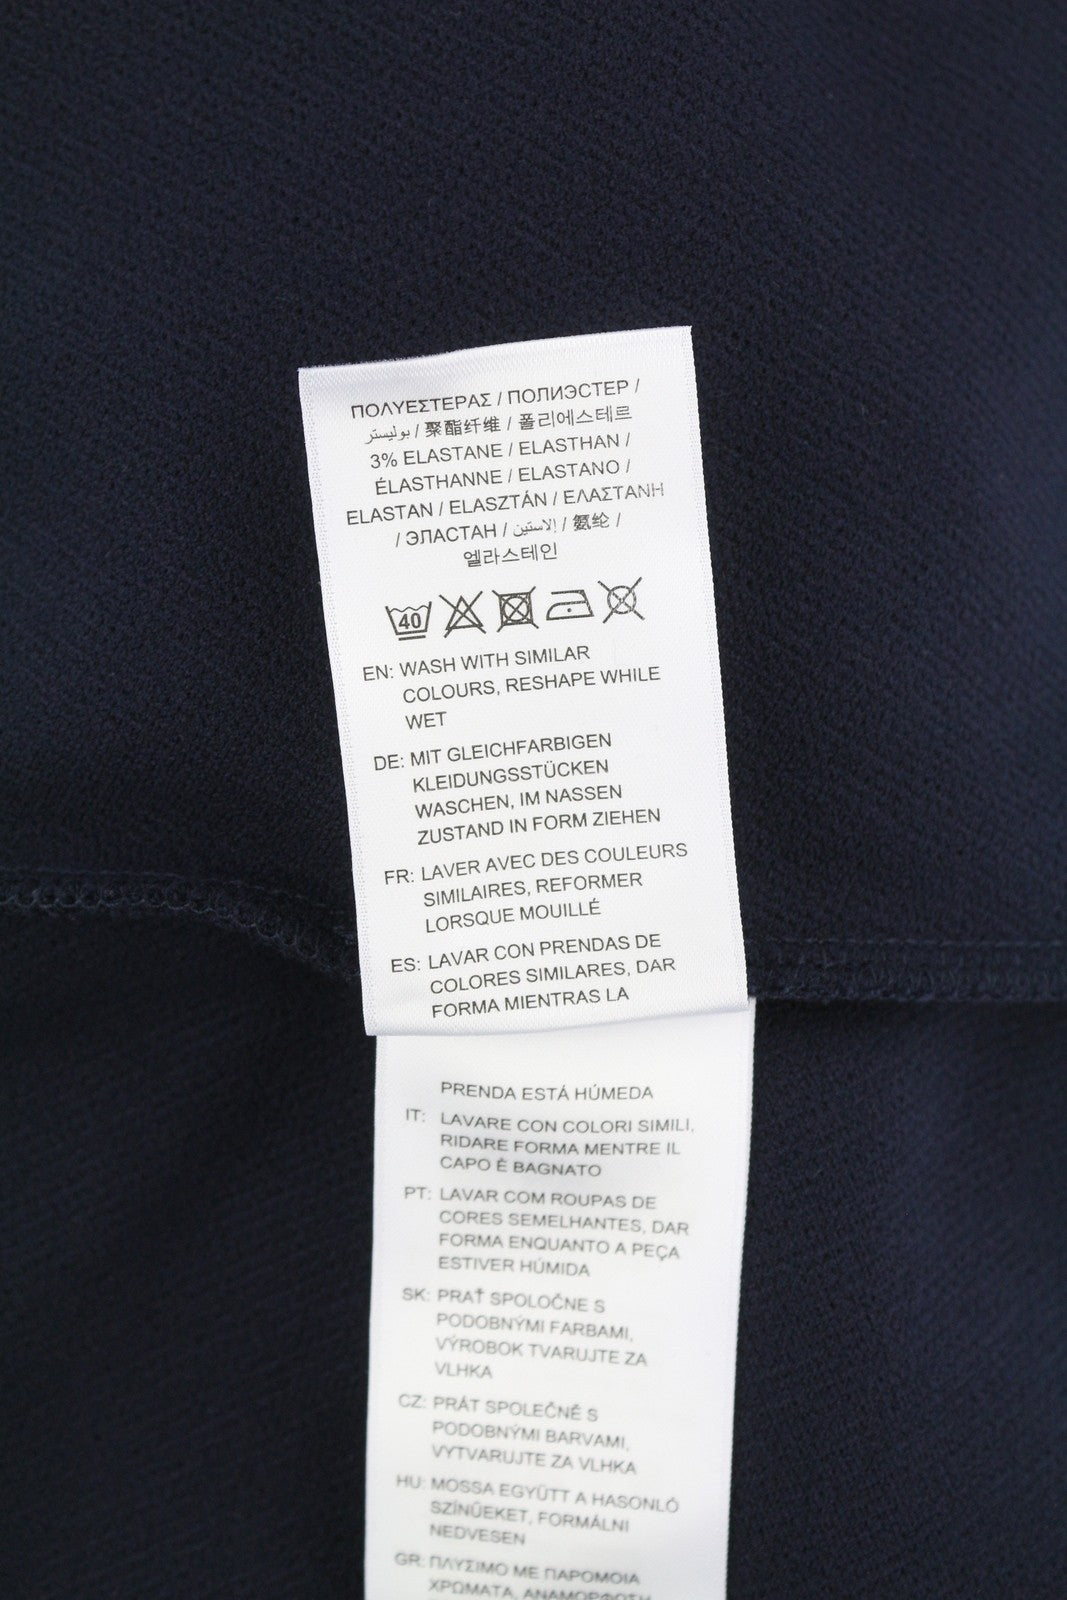 ΠΟΛΥΕΣΤΕΡΑΣ / ПОЛИЭСТЕР /
بوليستر / 聚酯纤维 / 폴리에스테르
3% ELASTANE / ELASTHAN /
ÉLASTHANNE / ELASTANO /
ELASTAN / ELASZTÁN / ΕΛΑΣΤΑΝΗ
/ ЭЛАСТАН / الاستين / 氨纶 /
엘라스테인
40
EN: WASH WITH SIMILAR
COLOURS, RESHAPE WHILE
WET
DE: MIT GLEICHFARBIGEN
KLEIDUNGSSTÜCKEN
WASCHEN, IM NASSEN
ZUSTAND IN FORM ZIEHEN
FR: LAVER AVEC DES COULEURS
SIMILAIRES, REFORMER
LORSQUE MOUILLÉ
ES: LAVAR CON PRENDAS DE
COLORES SIMILARES, DAR
FORMA MIENTRAS LA
PRENDA ESTÁ HÚMEDA
IT: LAVARE CON COLORI SIMILI,
RIDARE FORMA MENTRE IL
CAPO È BAGNATO
PT: LAVAR COM ROUPAS DE
CORES SEMELHANTES, DAR
FORMA ENQUANTO A PEÇA
ESTIVER HÚMIDA
SK: PRAŤ SPOLOČNE S
PODOBNÝMI FARBAMI,
VÝROBOK TVARUJTE ZA
VLHKA
CZ: PRÁT SPOLEČNĚ S
PODOBNÝMI BARVAMI,
VYTVARUJTE ZA VLHKA
HU: MOSSA EGYÜTT A HASONLÓ
SZÍNŰEKET, FORMÁLNI
NEDVESEN
GR: ΠΛΥΣΙΜΟ ΜΕ ΠΑΡΟΜΟΙΑ
ΧΡΩΜΑΤΑ, ΑΝΑΜΟΡΦΩΣΗ